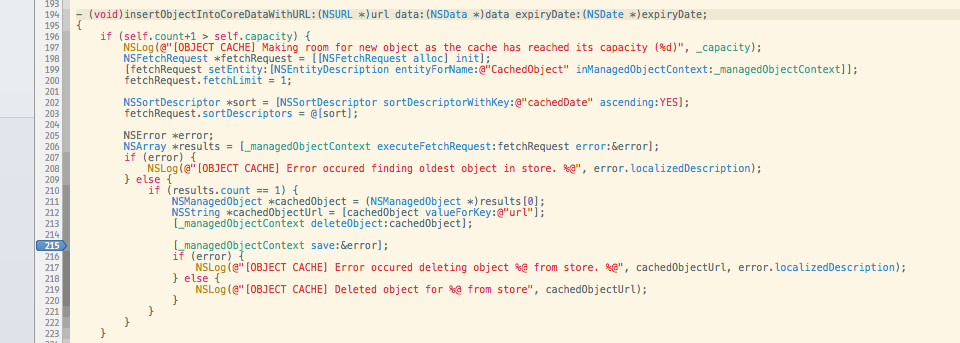 193
194 - (void)insertObjectIntoCoreDataWithURL:(NSURL *)url data:(NSData *)data expiryDate:(NSDate *)expiryDate;
195 {
196     if (self.count+1 > self.capacity) {
197         NSLog(@"[OBJECT CACHE] Making room for new object as the cache has reached its capacity (%d)", _capacity);
198         NSFetchRequest *fetchRequest = [[NSFetchRequest alloc] init];
199         [fetchRequest setEntity:[NSEntityDescription entityForName:@"CachedObject" inManagedObjectContext:_managedObjectContext]];
200         fetchRequest.fetchLimit = 1;
201
202         NSSortDescriptor *sort = [NSSortDescriptor sortDescriptorWithKey:@"cachedDate" ascending:YES];
203         fetchRequest.sortDescriptors = @[sort];
204
205         NSError *error;
206         NSArray *results = [_managedObjectContext executeFetchRequest:fetchRequest error:&error];
207         if (error) {
208             NSLog(@"[OBJECT CACHE] Error occured finding oldest object in store. %@", error.localizedDescription);
209         } else {
210             if (results.count == 1) {
211                 NSManagedObject *cachedObject = (NSManagedObject *)results[0];
212                 NSString *cachedObjectUrl = [cachedObject valueForKey:@"url"];
213                 [_managedObjectContext deleteObject:cachedObject];
214
215                 [_managedObjectContext save:&error];
216                 if (error) {
217                     NSLog(@"[OBJECT CACHE] Error occured deleting object %@ from store. %@", cachedObjectUrl, error.localizedDescription);
218                 } else {
219                     NSLog(@"[OBJECT CACHE] Deleted object for %@ from store", cachedObjectUrl);
220                 }
221             }
222         }
223     }